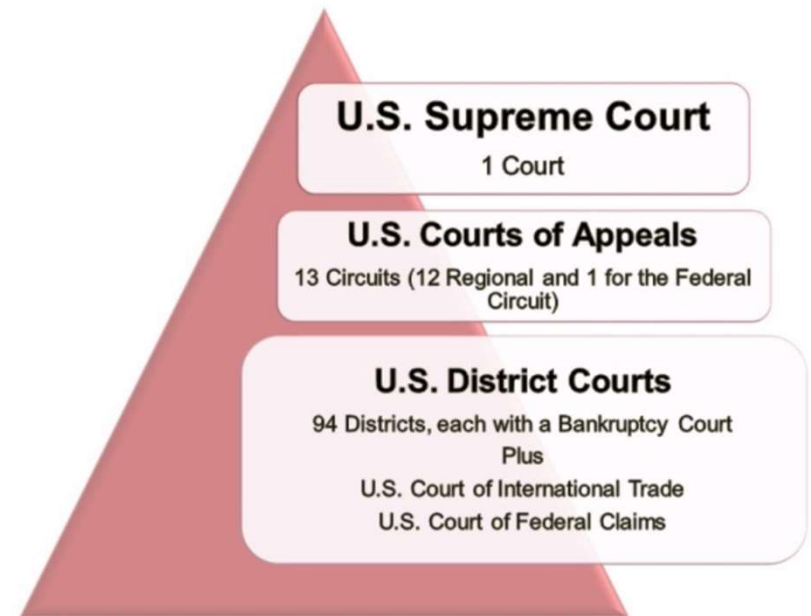 U.S. Supreme Court
1 Court
U.S. Courts of Appeals
13 Circuits (12 Regional and 1 for the Federal
Circuit)
U.S. District Courts
94 Districts, each with a Bankruptcy Court
Plus
U.S. Court of International Trade
U.S. Court of Federal Claims